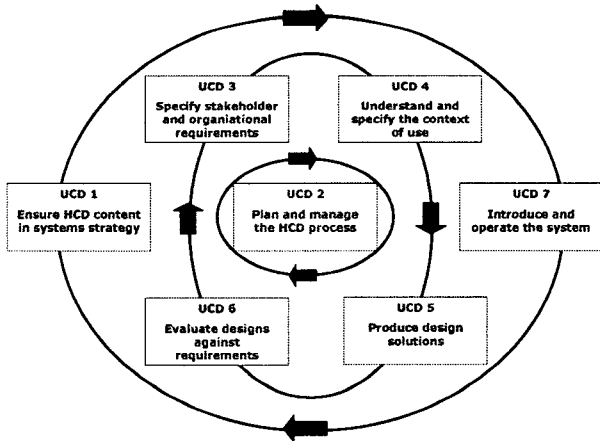 UCD 3
Specify stakeholder
and organiational
requirements
UCD 4
Understand and
specify the context
of use
UCD 1
Ensure HCD content
in systems strategy
UCD 2
Plan and manage
the HCD process
UCD 7
Introduce and
operate the system
UCD 6
Evaluate designs
against
requirements
UCD 5
Produce design
solutions